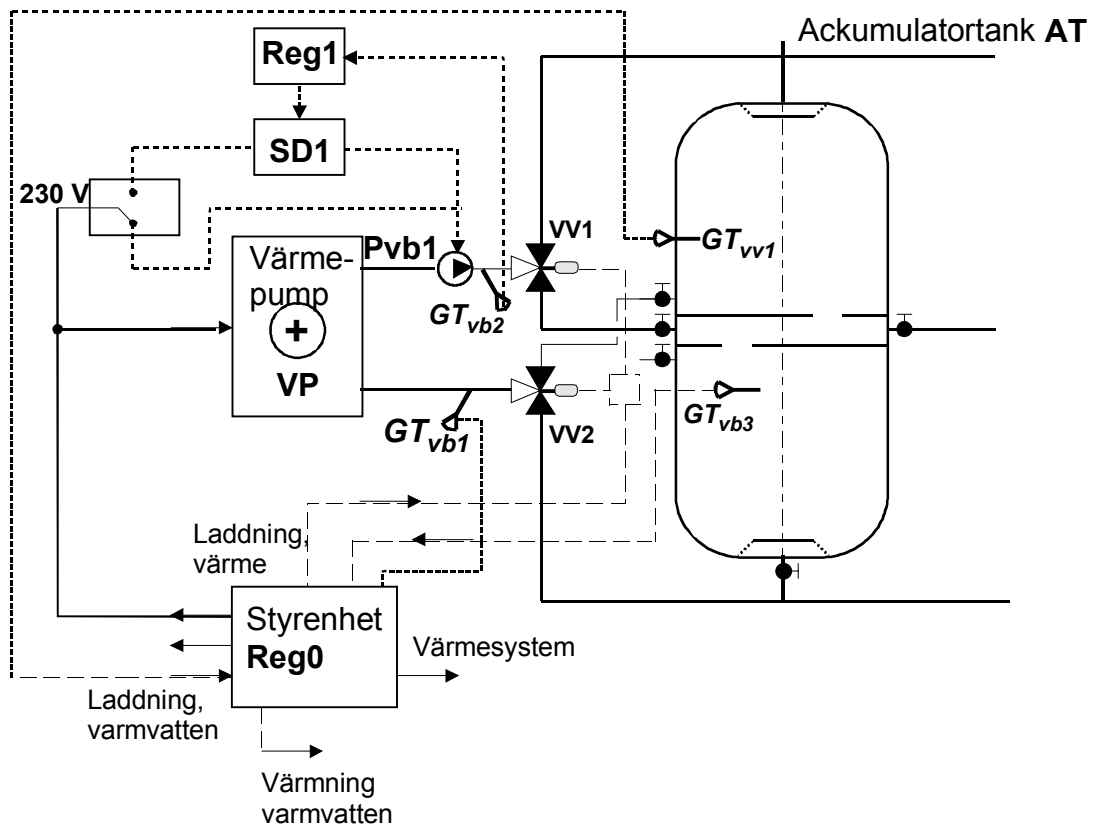 Ackumulatortank AT
Reg1
SD1
230 V
Pvb1
VV1
GTvv1
Värme-
pump
+
VP
GTvb2
GTvb1
VV2
GTvb3
Laddning,
värme
Styrenhet
Reg0
Värmesystem
Laddning,
varmvatten
Värmning
varmvatten